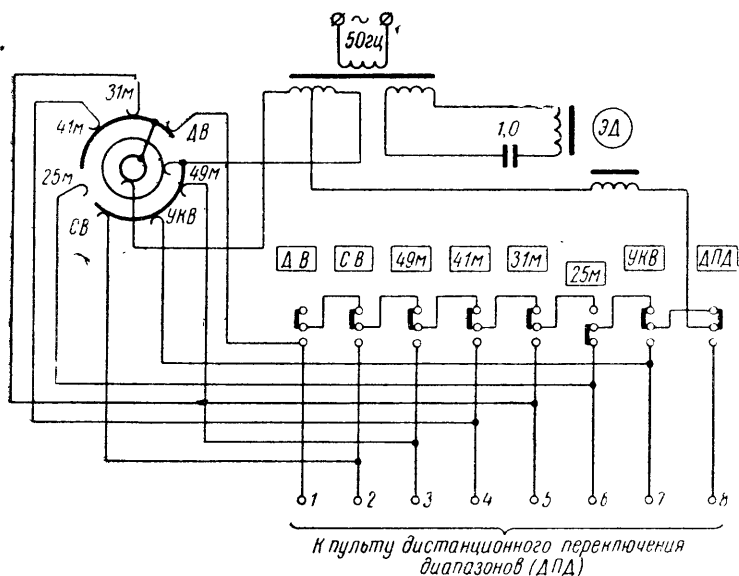 ~
50гц
31м
41м
ДВ
25м
49м
СВ
УКВ
1,0
ЭД
ДВ
СВ
49м
41м
31м
25м
УКВ
ДПД
1 2 3 4 5 6 7 8
К пульту дистанционного переключения
диапазонов (ДПД)